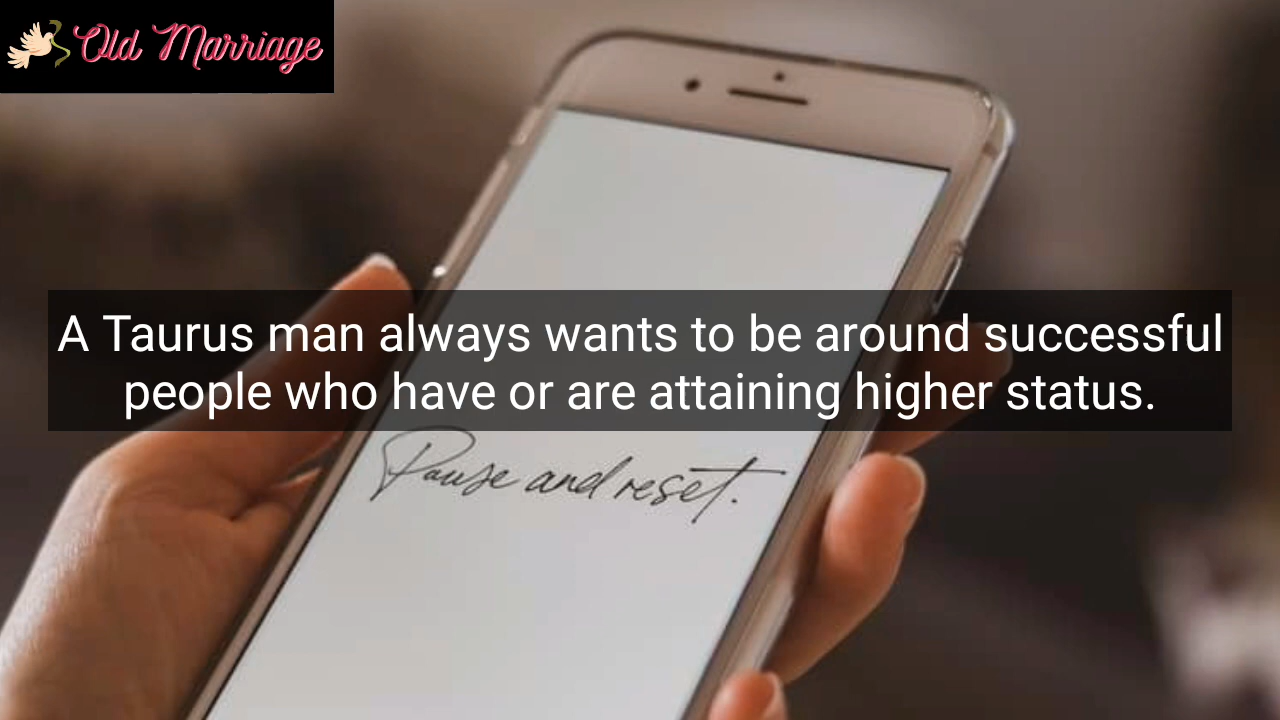 Old Marriage
A Taurus man always wants to be around successful
people who have or are attaining higher status.
Pause and reset.